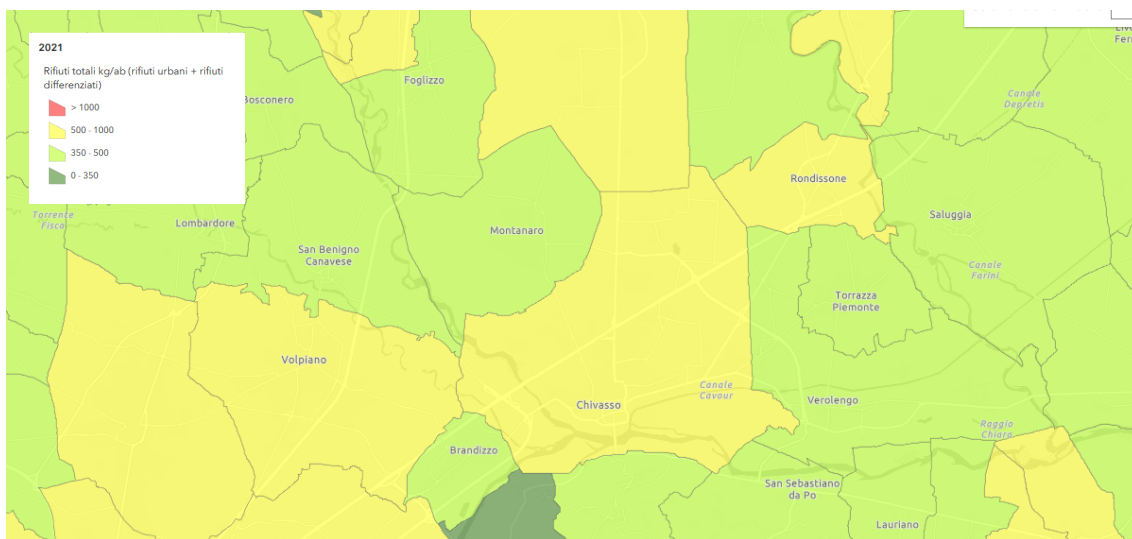 2021
Rifiuti totali kg/ab (rifiuti urbani + rifiuti
differenziati)
> 1000
500 - 1000
350 - 500
0 - 350
Bosconero
Foglizzo
Canale
Depretis
Torrente
Fisca
Lombardore
San Benigno
Canavese
Montanaro
Rondissone
Saluggia
Canale
Farini
Torrazza
Piemonte
Volpiano
Chivasso
Canale
Cavour
Verolengo
Brandizzo
Roggia
Chiara
San Sebastiano
da Po
Lauriano